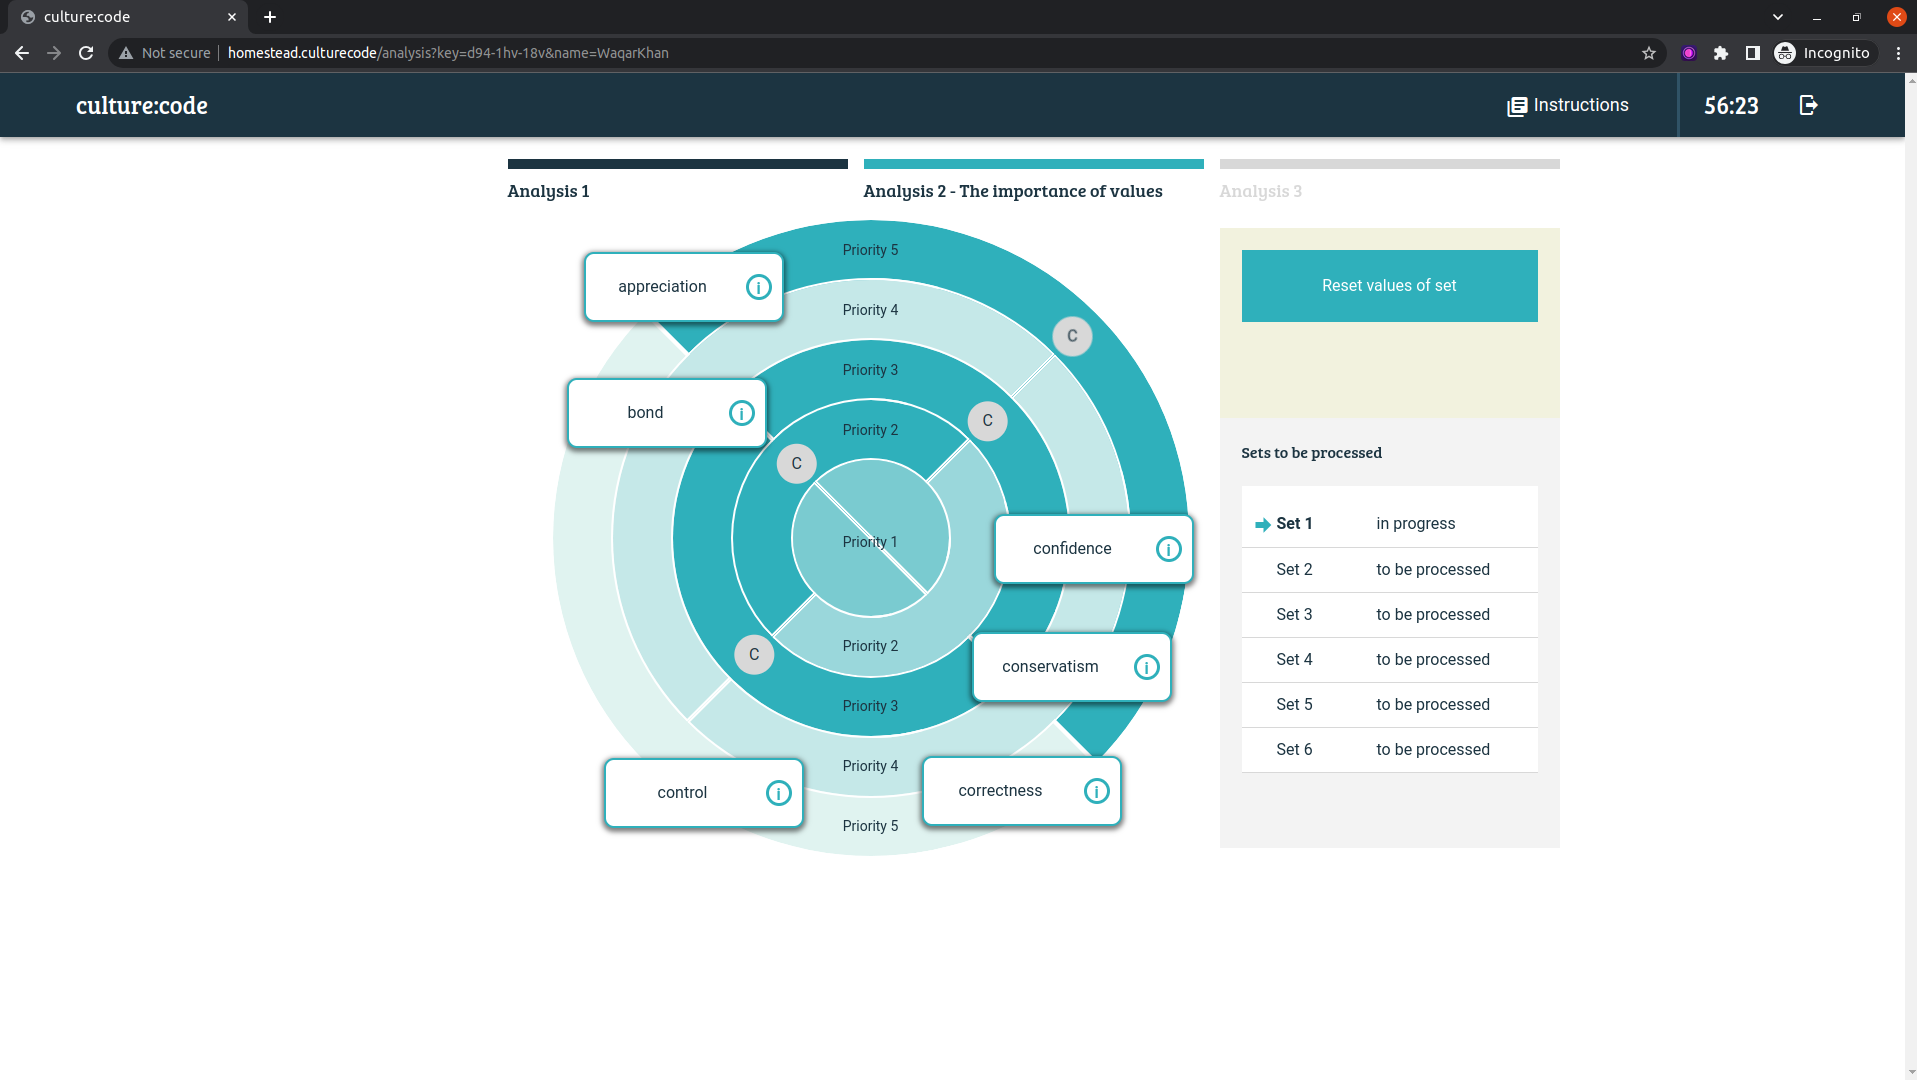 culture:code
Not secure
homestead.culturecode/analysis?key=d94-1hv-18v&name=WaqarKhan
Incognito
culture:code
Instructions
56:23
Analysis 1
Analysis 2 - The importance of values
Analysis 3
Priority 5
appreciation
i
Priority 4
C
Priority 3
bond
i
C
Priority 2
C
Priority 1
confidence
i
Priority 2
C
conservatism
i
Priority 3
Priority 4
control
i
correctness
i
Priority 5
Reset values of set
Sets to be processed
Set 1 in progress
Set 2 to be processed
Set 3 to be processed
Set 4 to be processed
Set 5 to be processed
Set 6 to be processed